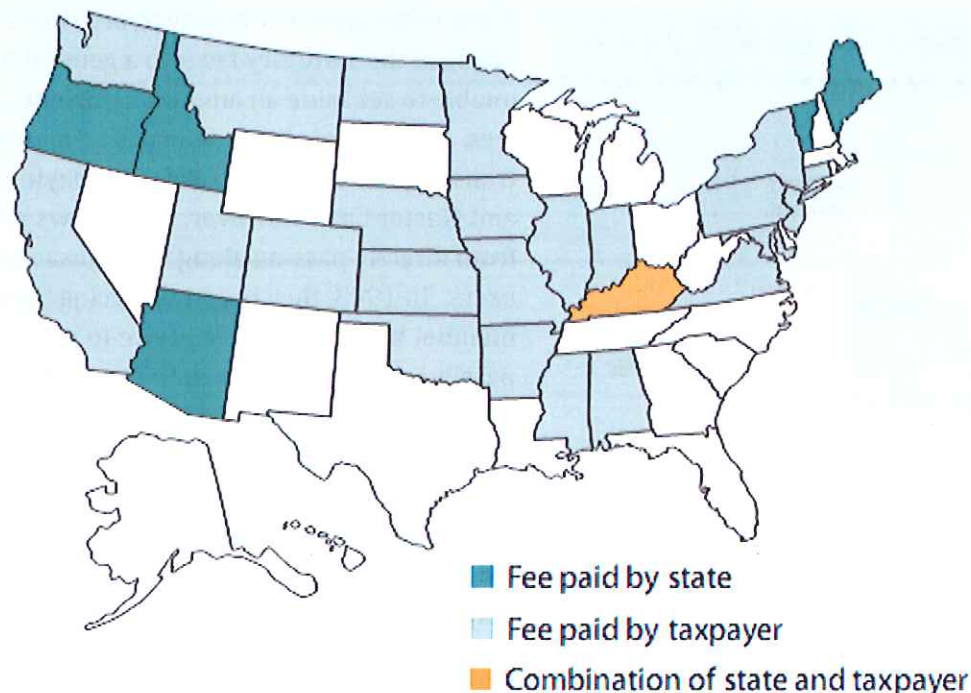 Fee paid by state
Fee paid by taxpayer
Combination of state and taxpayer